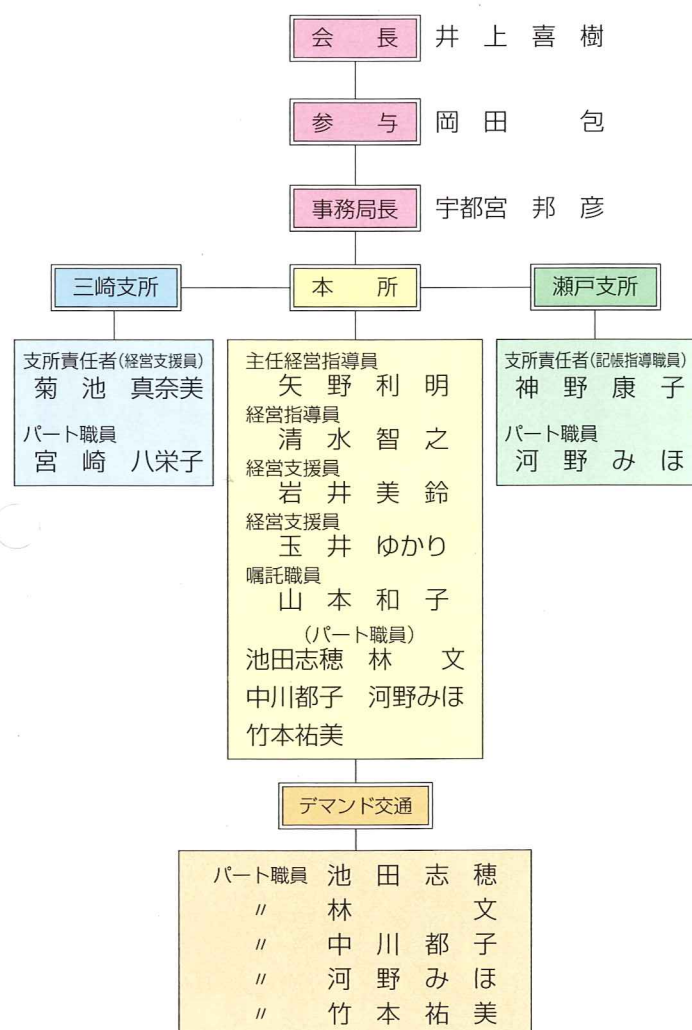 会長 井上喜樹
参与 岡田 包
事務局長 宇都宮 邦彦
三崎支所
本所
瀬戸支所
支所責任者(経営支援員)
菊池 真奈美
パート職員
宮崎 八栄子
主任経営指導員
矢野利明
経営指導員
清水智之
経営支援員
岩井美鈴
経営支援員
玉井ゆかり
嘱託職員
山本和子
(パート職員)
池田志穂 林 文
中川都子 河野みほ
竹本祐美
支所責任者(記帳指導職員)
神野康子
パート職員
河野みほ
デマンド交通
パート職員 池田志穂
〃 林 文
〃 中川都子
〃 河野みほ
〃 竹本祐美